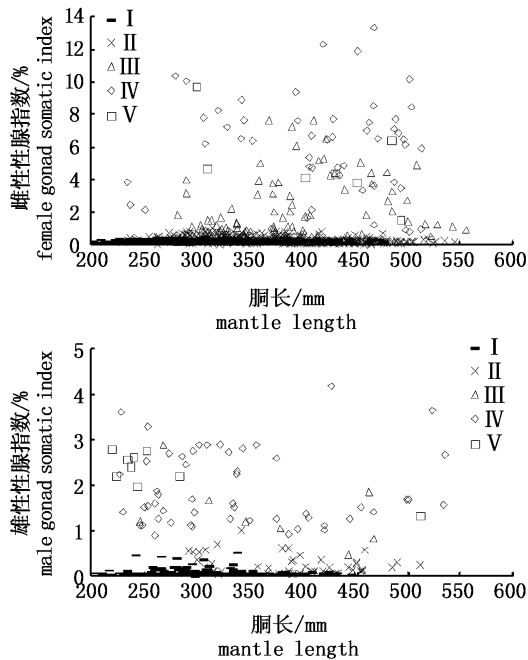 14
12
10
8
6
4
2
0
Ⅰ
Ⅱ
Ⅲ
Ⅳ
Ⅴ
雌性性腺指数/%
female gonad somatic index/%
200 250 300 350 400 450 500 550 600
胴长/mm
mantle length
5
4
3
2
1
0
Ⅰ
Ⅱ
Ⅲ
Ⅳ
Ⅴ
雄性性腺指数/%
male gonad somatic index/%
200 250 300 350 400 450 500 550 600
胴长/mm
mantle length